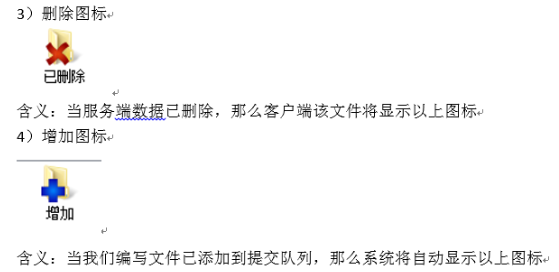 3）删除图标
已删除
含义：当服务端数据已删除，那么客户端该文件将显示以上图标
4）增加图标
增加
含义：当我们编写文件已添加到提交队列，那么系统将自动显示以上图标